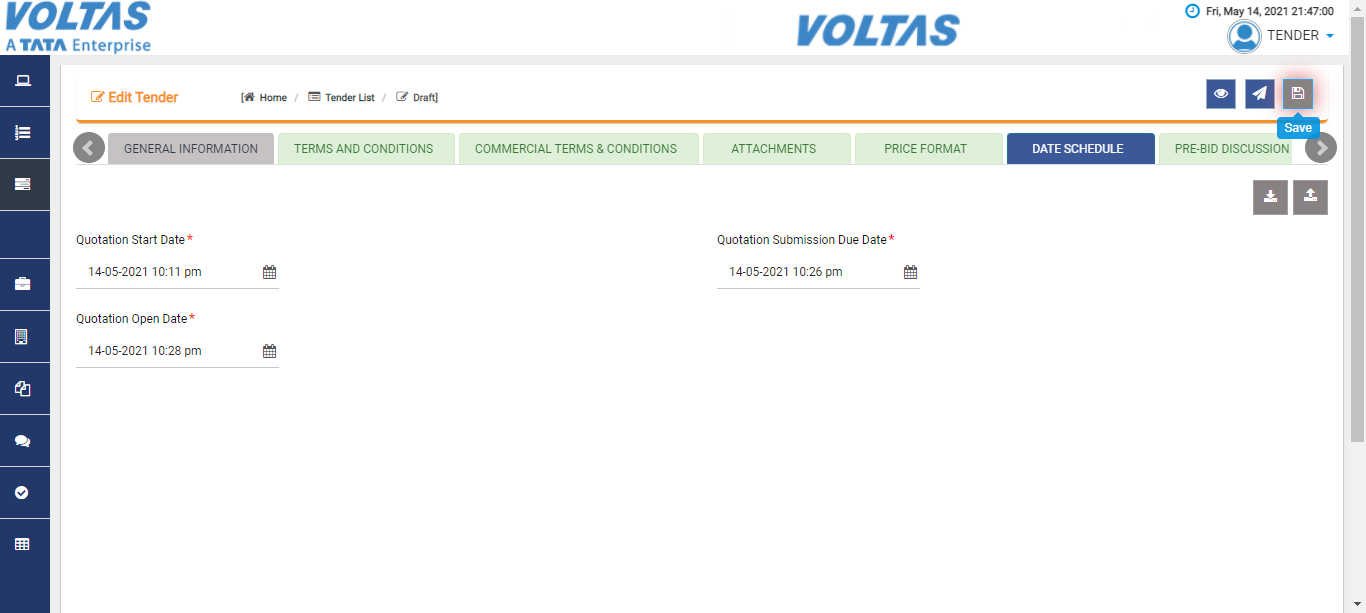 VOLTAS
A TATA Enterprise
VOLTAS
Fri, May 14, 2021 21:47:00
TENDER
Edit Tender
[ Home / Tender List / Draft]
Save
GENERAL INFORMATION
TERMS AND CONDITIONS
COMMERCIAL TERMS & CONDITIONS
ATTACHMENTS
PRICE FORMAT
DATE SCHEDULE
PRE-BID DISCUSSION
Quotation Start Date *
Quotation Submission Due Date *
14-05-2021 10:11 pm
14-05-2021 10:26 pm
Quotation Open Date *
14-05-2021 10:28 pm